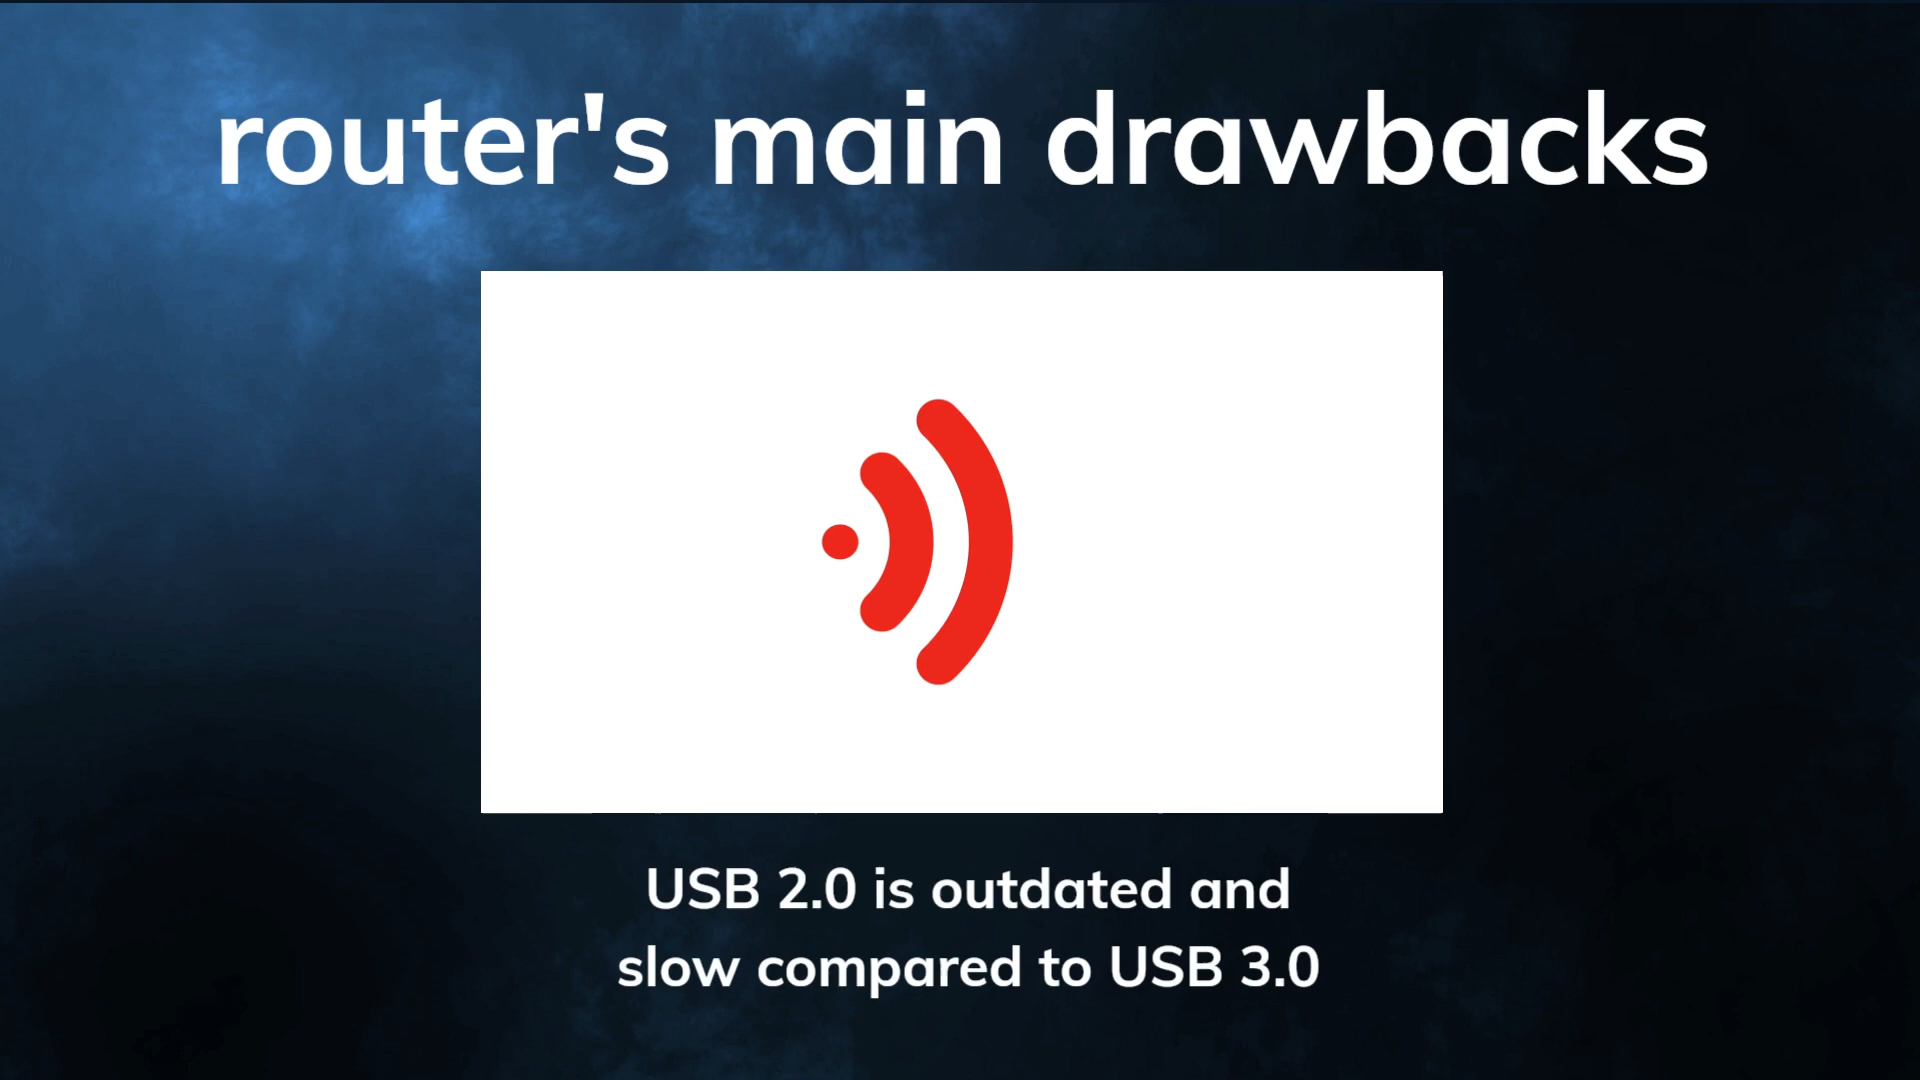 router's main drawbacks
USB 2.0 is outdated and
slow compared to USB 3.0